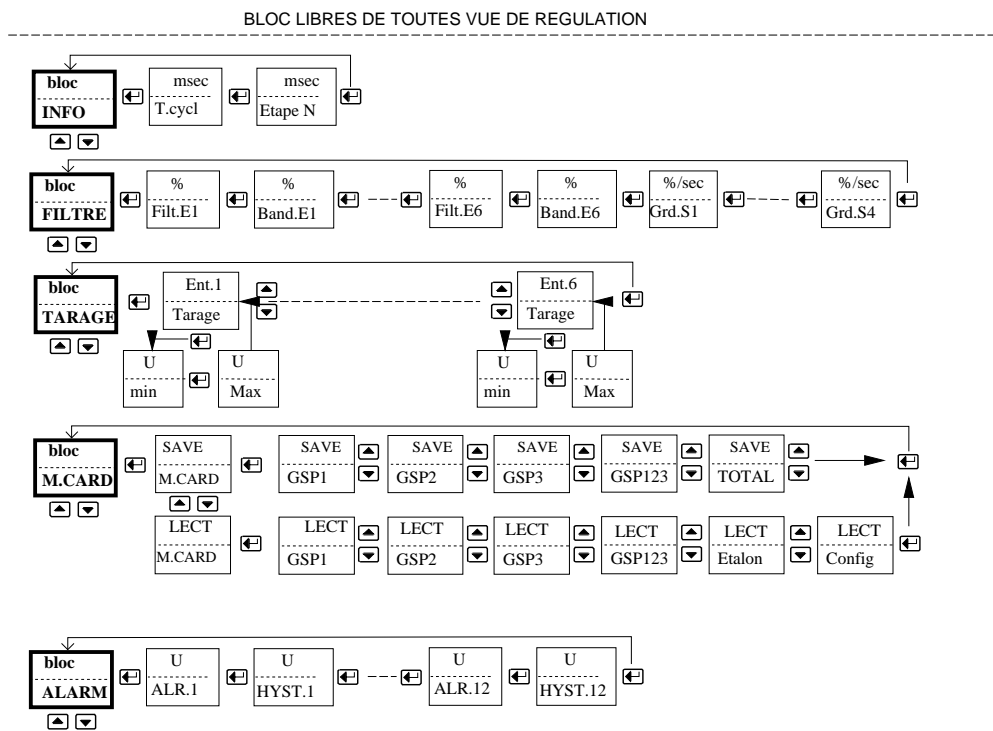 BLOC LIBRES DE TOUTES VUE DE REGULATION
bloc
INFO
msec
T.cycl
msec
Etape N
bloc
FILTRE
%
Filt.E1
%
Band.E1
%
Filt.E6
%
Band.E6
%/sec
Grd.S1
%/sec
Grd.S4
bloc
TARAGE
Ent.1
Tarage
U
min
U
Max
Ent.6
Tarage
U
min
U
Max
bloc
M.CARD
SAVE
M.CARD
SAVE
GSP1
SAVE
GSP2
SAVE
GSP3
SAVE
GSP123
SAVE
TOTAL
LECT
M.CARD
LECT
GSP1
LECT
GSP2
LECT
GSP3
LECT
GSP123
LECT
Etalon
LECT
Config
bloc
ALARM
U
ALR.1
U
HYST.1
U
ALR.12
U
HYST.12